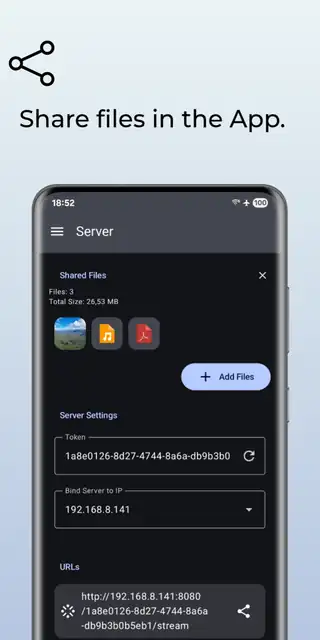 Share files in the App.
18:52
100
Server
Shared Files
Files: 3
Total Size: 26,53 MB
Add Files
Server Settings
Token
1a8e0126-8d27-4744-8a6a-db9b3b0
Bind Server to IP
192.168.8.141
URLs
http://192.168.8.141:8080
/1a8e0126-8d27-4744-8a6a
-db9b3b0b5eb1/stream